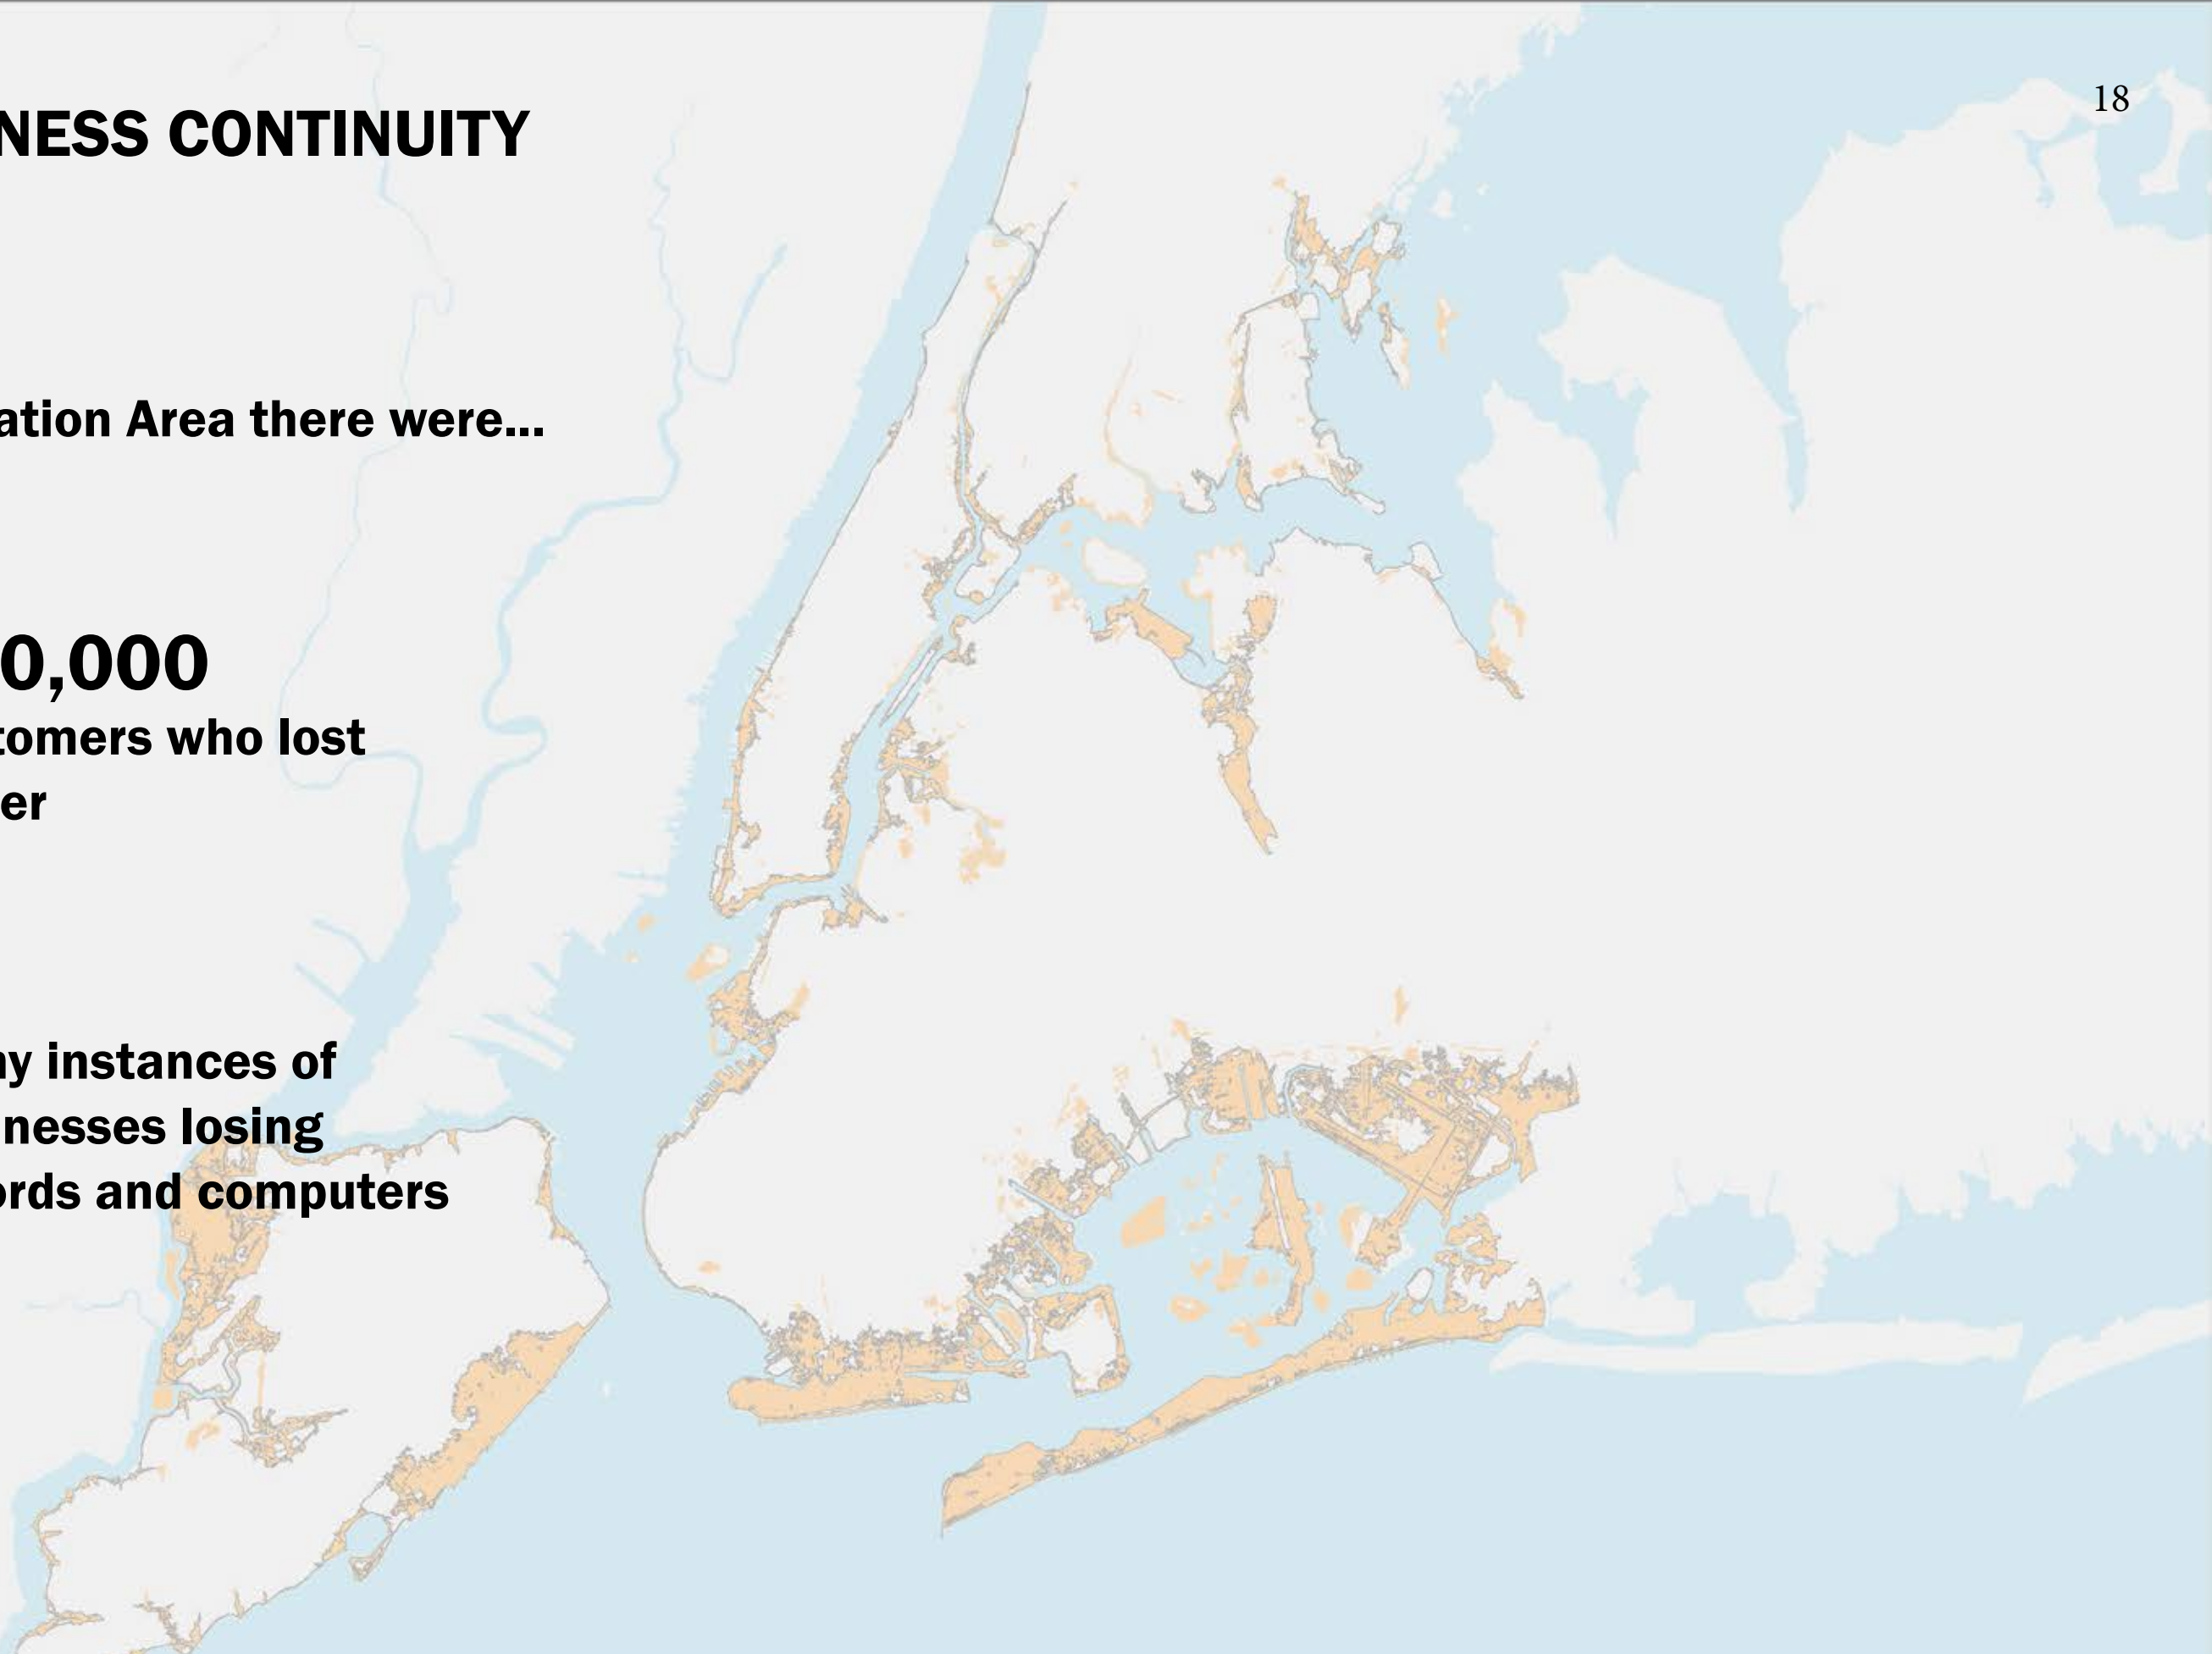 18
NESS CONTINUITY
ation Area there were...
0,000
tomers who lost
er
ny instances of
nesses losing
ords and computers